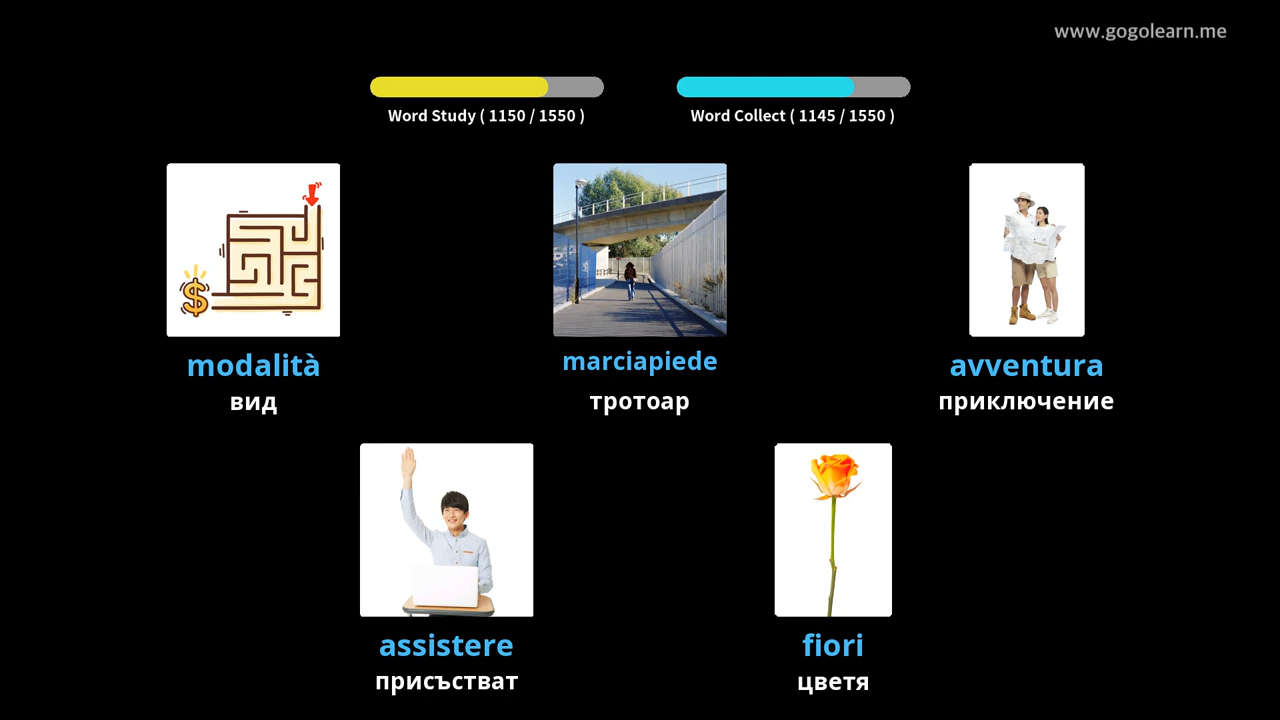 www.gogolearn.me
Word Study ( 1150 / 1550 )
Word Collect ( 1145 / 1550 )
modalità
вид
marciapiede
тротоар
avventura
приключение
assistere
присъстват
fiori
цветя